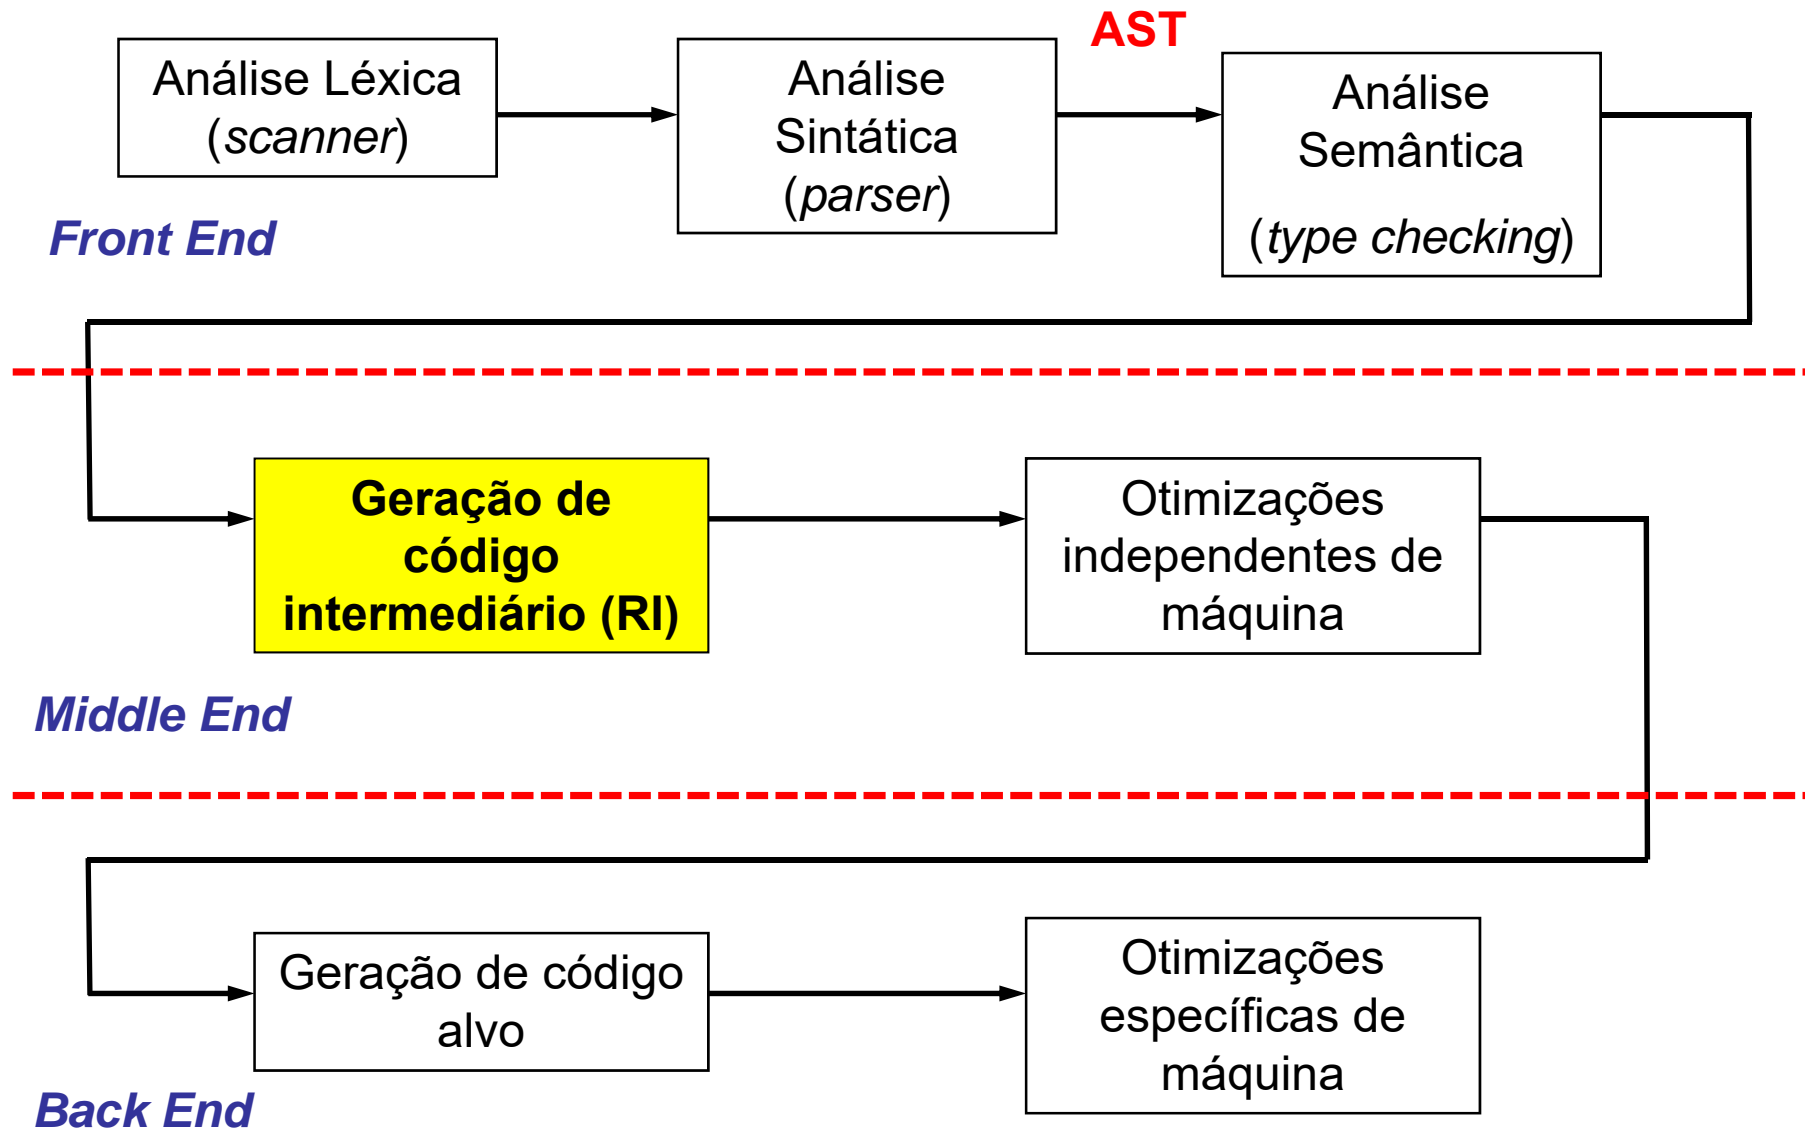 AST
Análise Léxica
(scanner)
Análise
Sintática
(parser)
Análise
Semântica
(type checking)
Front End
Geração de
código
intermediário (RI)
Otimizações
independentes de
máquina
Middle End
Geração de código
alvo
Otimizações
específicas de
máquina
Back End